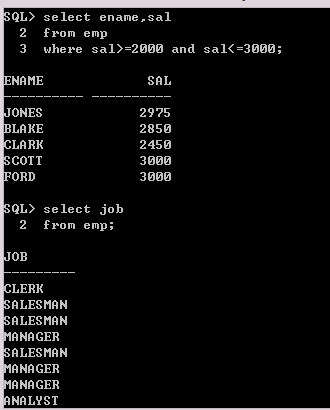 SQL> select ename,sal
  2  from emp
  3  where sal>=2000 and sal<=3000;
ENAME             SAL
---------- ----------
JONES            2975
BLAKE            2850
CLARK            2450
SCOTT            3000
FORD             3000
SQL> select job
  2  from emp;
JOB
---------
CLERK
SALESMAN
SALESMAN
MANAGER
SALESMAN
MANAGER
MANAGER
ANALYST